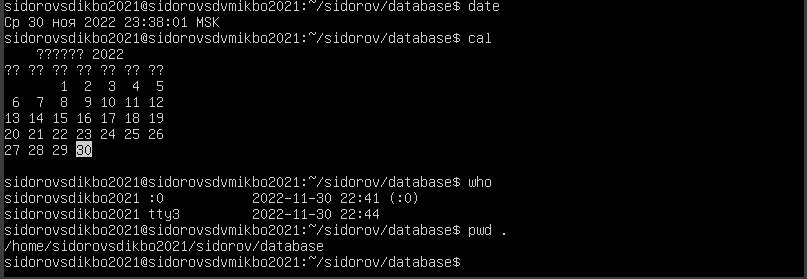 sidorovsdikbo2021@sidorovsdvmikbo2021:~/sidorov/database$ date
Ср 30 ноя 2022 23:38:01 MSK
sidorovsdikbo2021@sidorovsdvmikbo2021:~/sidorov/database$ cal
    ?????? 2022
?? ?? ?? ?? ?? ?? ??
       1  2  3  4  5
 6  7  8  9 10 11 12
13 14 15 16 17 18 19
20 21 22 23 24 25 26
27 28 29 30
sidorovsdikbo2021@sidorovsdvmikbo2021:~/sidorov/database$ who
sidorovsdikbo2021 :0           2022-11-30 22:41 (:0)
sidorovsdikbo2021 tty3         2022-11-30 22:44
sidorovsdikbo2021@sidorovsdvmikbo2021:~/sidorov/database$ pwd .
/home/sidorovsdikbo2021/sidorov/database
sidorovsdikbo2021@sidorovsdvmikbo2021:~/sidorov/database$